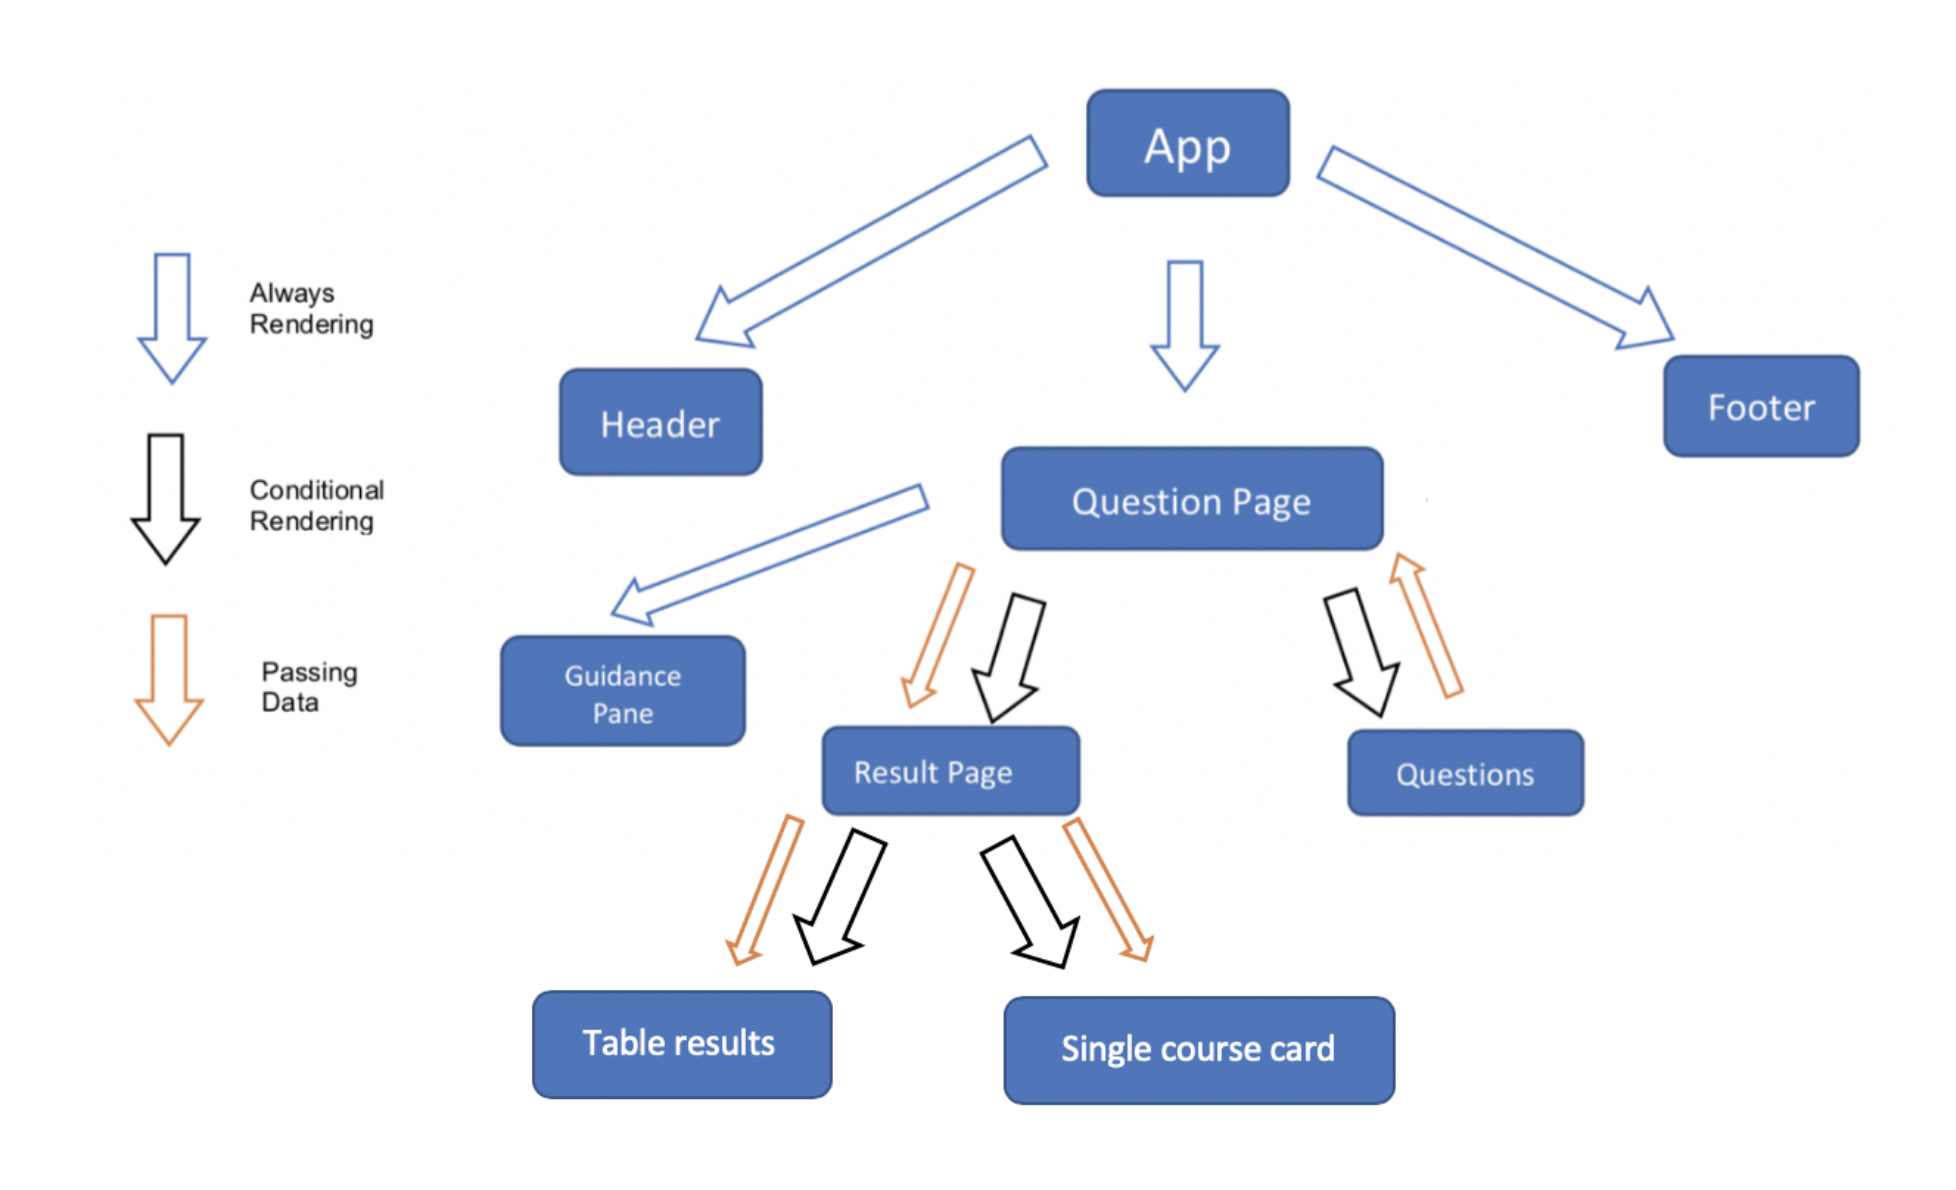 App
Always
Rendering
Header
Footer
Question Page
Conditional
Rendering
Guidance
Pane
Passing
Data
Result Page
Questions
Table results
Single course card